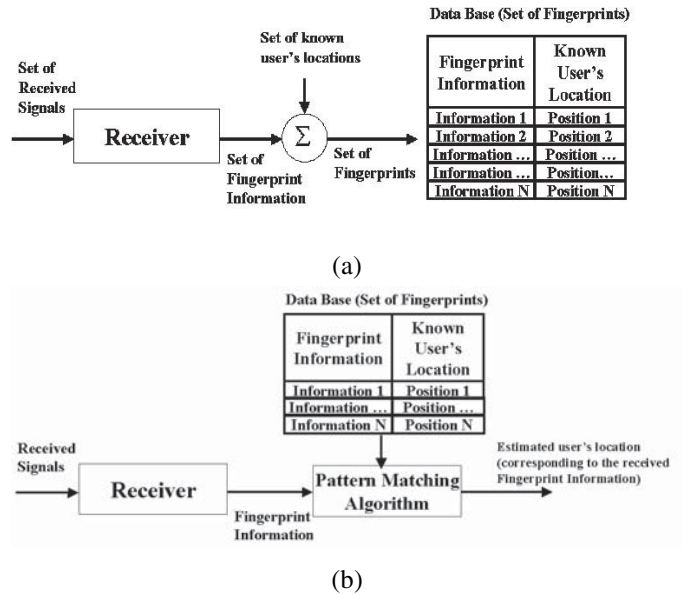 Data Base (Set of Fingerprints)
Set of known
user's locations
Fingerprint
Information
Known
User's
Location
Set of
Received
Signals
Receiver
Σ
Set of
Fingerprint
Information
Set of
Fingerprints
Information 1 Position 1
Information 2 Position 2
Information ... Position ...
Information ... Position...
Information N Position N
(a)
Data Base (Set of Fingerprints)
Fingerprint
Information
Known
User's
Location
Information 1 Position 1
Information ... Position ...
Information N Position N
Received
Signals
Receiver
Fingerprint
Information
Pattern Matching
Algorithm
Estimated user's location
(corresponding to the received
Fingerprint Information)
(b)